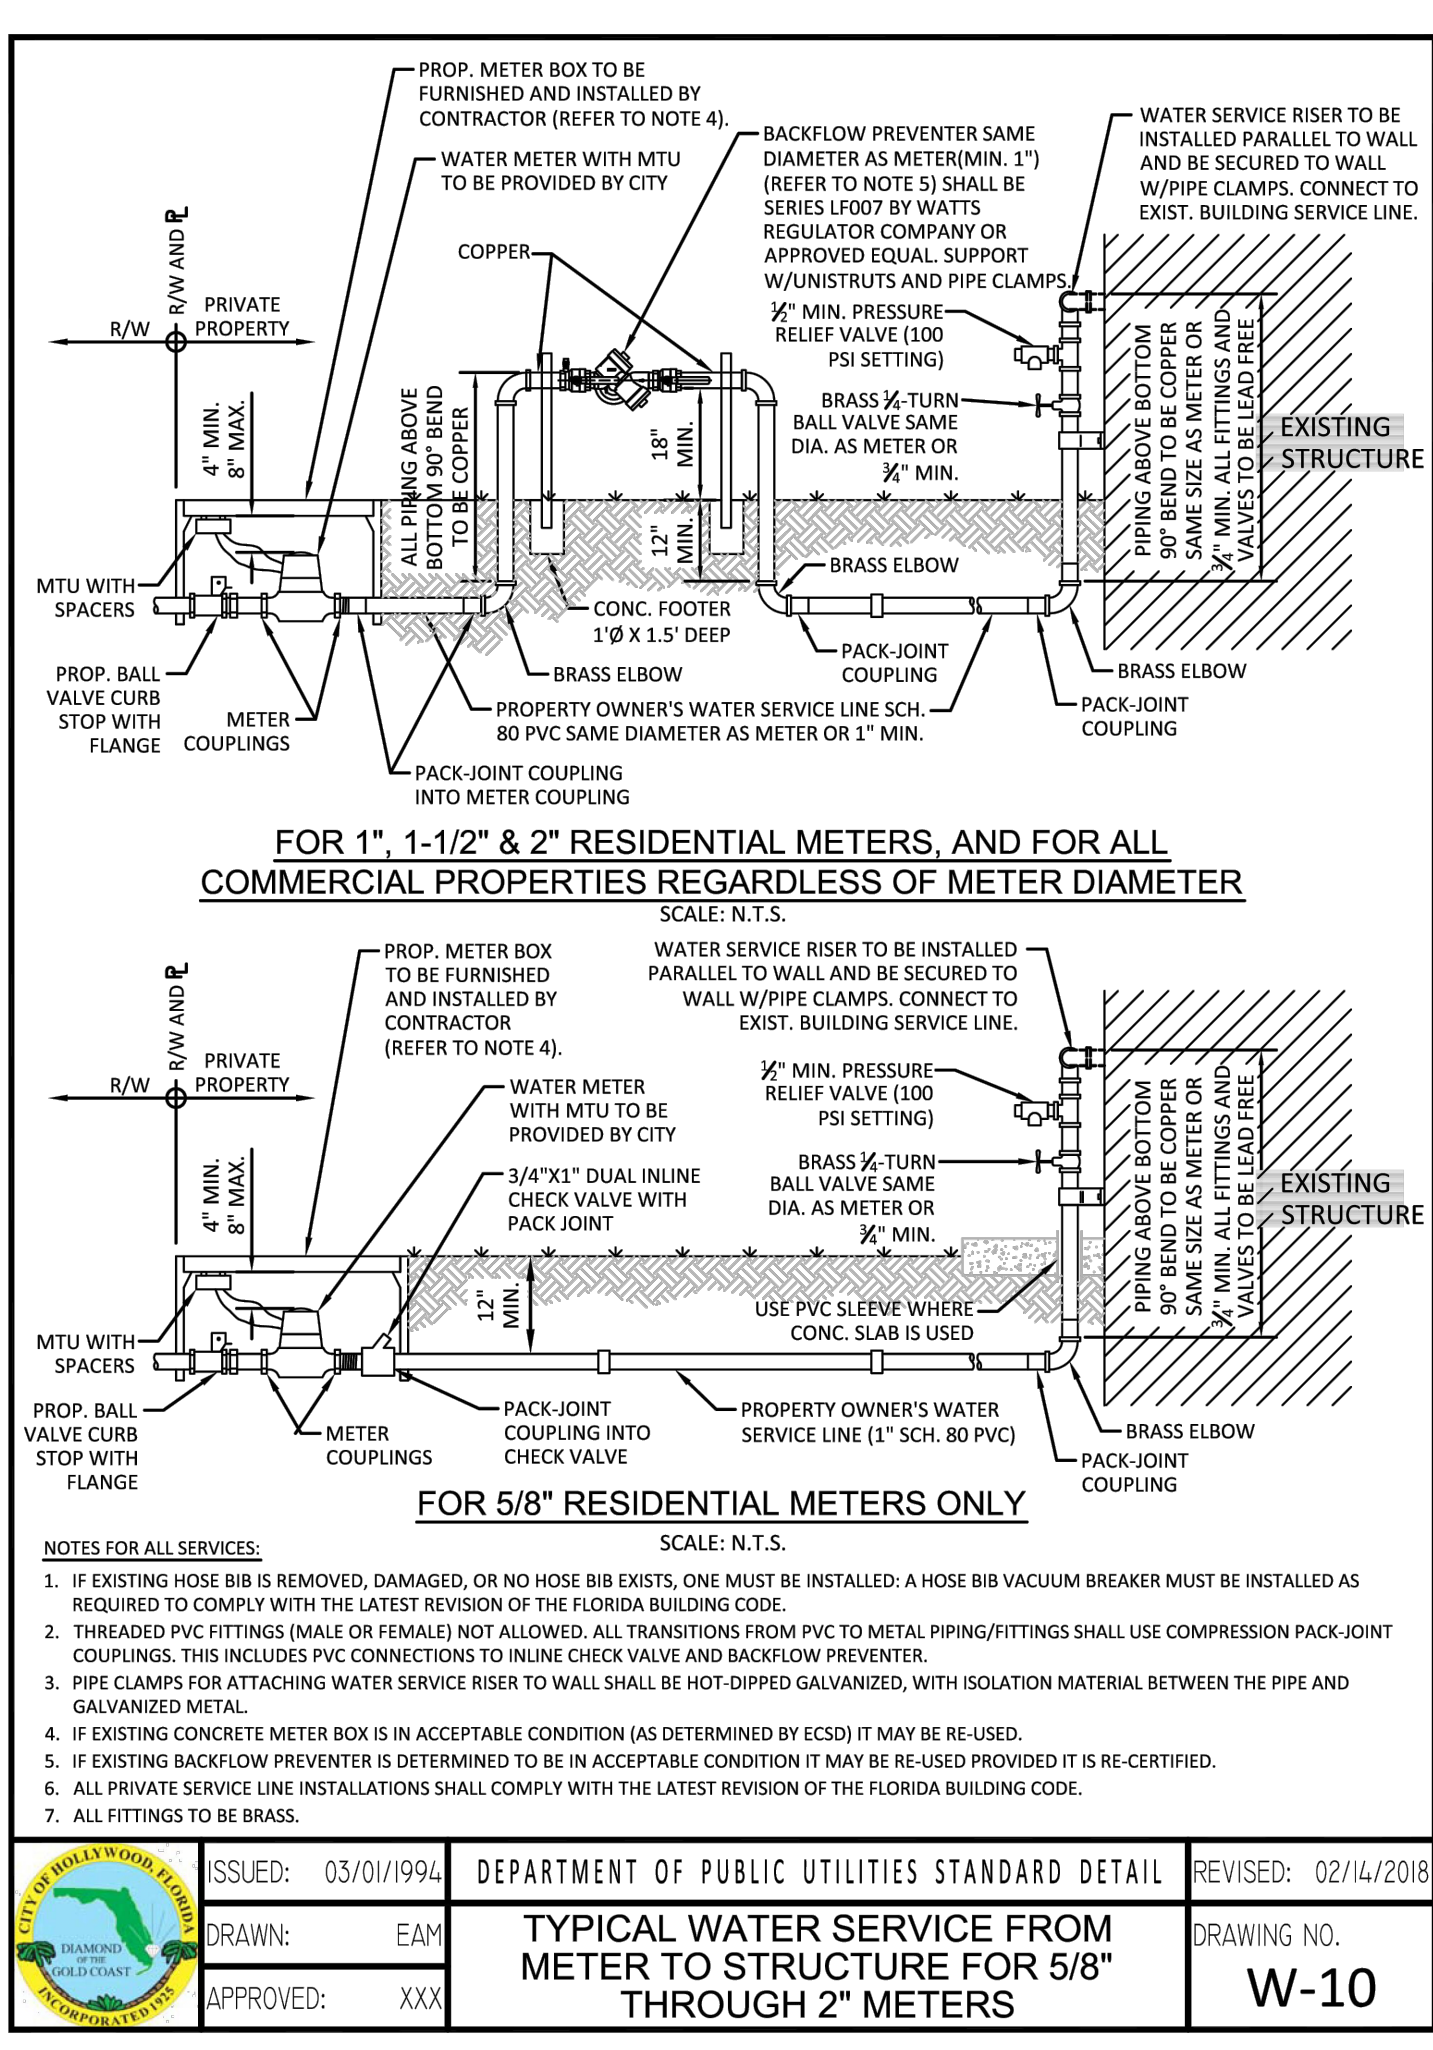 PROP. METER BOX TO BE
FURNISHED AND INSTALLED BY
CONTRACTOR (REFER TO NOTE 4).
WATER METER WITH MTU
TO BE PROVIDED BY CITY
BACKFLOW PREVENTER SAME
DIAMETER AS METER(MIN. 1")
(REFER TO NOTE 5) SHALL BE
SERIES LF007 BY WATTS
REGULATOR COMPANY OR
APPROVED EQUAL. SUPPORT
W/UNISTRUTS AND PIPE CLAMPS.
WATER SERVICE RISER TO BE
INSTALLED PARALLEL TO WALL
AND BE SECURED TO WALL
W/PIPE CLAMPS. CONNECT TO
EXIST. BUILDING SERVICE LINE.
COPPER
R/W AND PL
R/W
PRIVATE
PROPERTY
½" MIN. PRESSURE
RELIEF VALVE (100
PSI SETTING)
BRASS ¼-TURN
BALL VALVE SAME
DIA. AS METER OR
¾" MIN.
4" MIN.
8" MAX.
ALL PIPING ABOVE
BOTTOM 90° BEND
TO BE COPPER
18"
MIN.
12"
MIN.
PIPING ABOVE BOTTOM
90° BEND TO BE COPPER
SAME SIZE AS METER OR
¾" MIN. ALL FITTINGS AND
VALVES TO BE LEAD FREE
EXISTING
STRUCTURE
MTU WITH
SPACERS
BRASS ELBOW
CONC. FOOTER
1'Ø X 1.5' DEEP
PROP. BALL
VALVE CURB
STOP WITH
FLANGE
METER
COUPLINGS
BRASS ELBOW
PACK-JOINT
COUPLING
BRASS ELBOW
PROPERTY OWNER'S WATER SERVICE LINE SCH.
80 PVC SAME DIAMETER AS METER OR 1" MIN.
PACK-JOINT
COUPLING
PACK-JOINT COUPLING
INTO METER COUPLING
FOR 1", 1-1/2" & 2" RESIDENTIAL METERS, AND FOR ALL
COMMERCIAL PROPERTIES REGARDLESS OF METER DIAMETER
SCALE: N.T.S.
PROP. METER BOX
TO BE FURNISHED
AND INSTALLED BY
CONTRACTOR
(REFER TO NOTE 4).
WATER SERVICE RISER TO BE INSTALLED
PARALLEL TO WALL AND BE SECURED TO
WALL W/PIPE CLAMPS. CONNECT TO
EXIST. BUILDING SERVICE LINE.
R/W AND PL
R/W
PRIVATE
PROPERTY
WATER METER
WITH MTU TO BE
PROVIDED BY CITY
½" MIN. PRESSURE
RELIEF VALVE (100
PSI SETTING)
3/4"X1" DUAL INLINE
CHECK VALVE WITH
PACK JOINT
BRASS ¼-TURN
BALL VALVE SAME
DIA. AS METER OR
¾" MIN.
4" MIN.
8" MAX.
12"
MIN.
PIPING ABOVE BOTTOM
90° BEND TO BE COPPER
SAME SIZE AS METER OR
¾" MIN. ALL FITTINGS AND
VALVES TO BE LEAD FREE
EXISTING
STRUCTURE
USE PVC SLEEVE WHERE
CONC. SLAB IS USED
MTU WITH
SPACERS
PROP. BALL
VALVE CURB
STOP WITH
FLANGE
METER
COUPLINGS
PACK-JOINT
COUPLING INTO
CHECK VALVE
PROPERTY OWNER'S WATER
SERVICE LINE (1" SCH. 80 PVC)
BRASS ELBOW
PACK-JOINT
COUPLING
FOR 5/8" RESIDENTIAL METERS ONLY
SCALE: N.T.S.
NOTES FOR ALL SERVICES:
1. IF EXISTING HOSE BIB IS REMOVED, DAMAGED, OR NO HOSE BIB EXISTS, ONE MUST BE INSTALLED: A HOSE BIB VACUUM BREAKER MUST BE INSTALLED AS
REQUIRED TO COMPLY WITH THE LATEST REVISION OF THE FLORIDA BUILDING CODE.
2. THREADED PVC FITTINGS (MALE OR FEMALE) NOT ALLOWED. ALL TRANSITIONS FROM PVC TO METAL PIPING/FITTINGS SHALL USE COMPRESSION PACK-JOINT
COUPLINGS. THIS INCLUDES PVC CONNECTIONS TO INLINE CHECK VALVE AND BACKFLOW PREVENTER.
3. PIPE CLAMPS FOR ATTACHING WATER SERVICE RISER TO WALL SHALL BE HOT-DIPPED GALVANIZED, WITH ISOLATION MATERIAL BETWEEN THE PIPE AND
GALVANIZED METAL.
4. IF EXISTING CONCRETE METER BOX IS IN ACCEPTABLE CONDITION (AS DETERMINED BY ECSD) IT MAY BE RE-USED.
5. IF EXISTING BACKFLOW PREVENTER IS DETERMINED TO BE IN ACCEPTABLE CONDITION IT MAY BE RE-USED PROVIDED IT IS RE-CERTIFIED.
6. ALL PRIVATE SERVICE LINE INSTALLATIONS SHALL COMPLY WITH THE LATEST REVISION OF THE FLORIDA BUILDING CODE.
7. ALL FITTINGS TO BE BRASS.
CITY OF HOLLYWOOD, FLORIDA
DIAMOND
OF THE
GOLD COAST
INCORPORATED 1925
ISSUED: 03/01/1994
DRAWN: EAM
APPROVED: XXX
DEPARTMENT OF PUBLIC UTILITIES STANDARD DETAIL
TYPICAL WATER SERVICE FROM
METER TO STRUCTURE FOR 5/8"
THROUGH 2" METERS
REVISED: 02/14/2018
DRAWING NO.
W-10